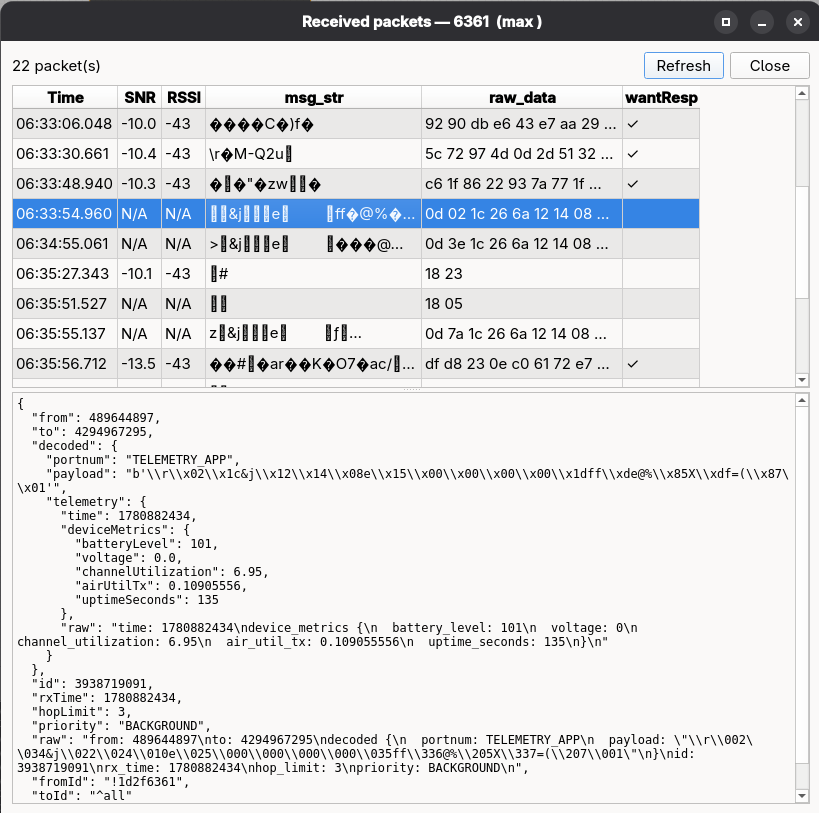 Received packets — 6361 (max )
22 packet(s)
Refresh
Close
Time SNR RSSI msg_str raw_data wantResp
06:33:06.048 -10.0 -43 ����C�)f� 92 90 db e6 43 e7 aa 29 ... ✓
06:33:30.661 -10.4 -43 \r�M-Q2u 5c 72 97 4d 0d 2d 51 32 ... ✓
06:33:48.940 -10.3 -43 c6 1f 86 22 93 7a 77 1f ... ✓
06:33:54.960 N/A N/A 0d 02 1c 26 6a 12 14 08 ...
06:34:55.061 N/A N/A 0d 3e 1c 26 6a 12 14 08 ...
06:35:27.343 -10.1 -43 # 18 23
06:35:51.527 N/A N/A 18 05
06:35:55.137 N/A N/A 0d 7a 1c 26 6a 12 14 08 ...
06:35:56.712 -13.5 -43 df d8 23 0e c0 61 72 e7 ... ✓
{
"from": 489644897,
"to": 4294967295,
"decoded": {
"portnum": "TELEMETRY_APP",
"payload": "b'\\r\\x02\\x1c&j\\x12\\x14\\x08e\\x15\\x00\\x00\\x00\\x00\\x1dff\\xde@%\\x85X\\xdf=(\\x87\
\x01'",
"telemetry": {
"time": 1780882434,
"deviceMetrics": {
"batteryLevel": 101,
"voltage": 0.0,
"channelUtilization": 6.95,
"airUtilTx": 0.10905556,
"uptimeSeconds": 135
},
"raw": "time: 1780882434\ndevice_metrics {\n  battery_level: 101\n  voltage: 0\n
channel_utilization: 6.95\n  air_util_tx: 0.109055556\n  uptime_seconds: 135\n}\n"
}
},
"id": 3938719091,
"rxTime": 1780882434,
"hopLimit": 3,
"priority": "BACKGROUND",
"raw": "from: 489644897\nto: 4294967295\ndecoded {\n  portnum: TELEMETRY_APP\n  payload: \"\\r\\002\
\034&j\\022\\024\\010e\\025\\000\\000\\000\\000\\035ff\\336@%\\205X\\337=(\\207\\001\"\n}\nid:
3938719091\nrx_time: 1780882434\nhop_limit: 3\npriority: BACKGROUND\n",
"fromId": "!1d2f6361",
"toId": "^all"